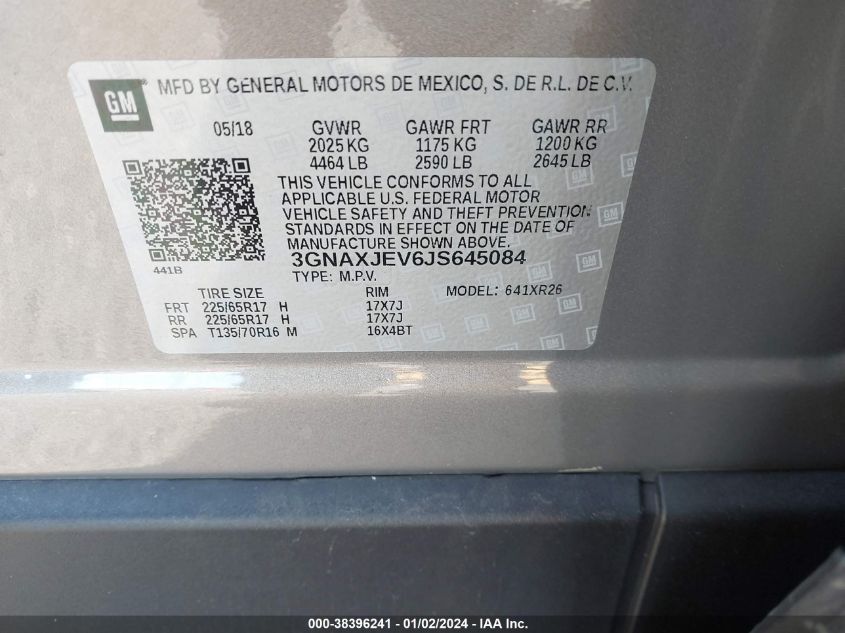 GM
MFD BY GENERAL MOTORS DE MEXICO, S. DE R.L. DE C.V.
05/18 GVWR GAWR FRT GAWR RR
2025 KG 1175 KG 1200 KG
4464 LB 2590 LB 2645 LB
THIS VEHICLE CONFORMS TO ALL
APPLICABLE U.S. FEDERAL MOTOR
VEHICLE SAFETY AND THEFT PREVENTION
STANDARDS IN EFFECT ON THE DATE OF
MANUFACTURE SHOWN ABOVE.
441B 3GNAXJEV6JS645084
TYPE: M.P.V.
TIRE SIZE RIM MODEL: 641XR26
FRT 225/65R17 H 17X7J
RR 225/65R17 H 17X7J
SPA T135/70R16 M 16X4BT
000-38396241 - 01/02/2024 - IAAI.com